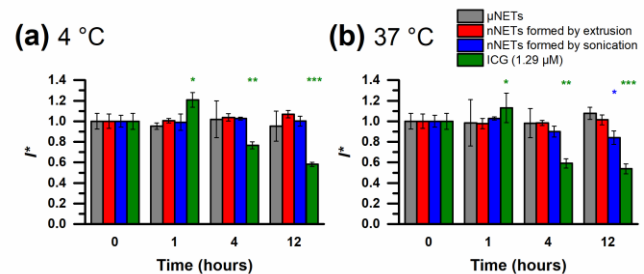 µNETs
nNETs formed by extrusion
nNETs formed by sonication
ICG (1.29 µM)
(a) 4 °C
(b) 37 °C
1.4
1.2
1.0
0.8
0.6
0.4
0.2
0.0
I*
* ** ***
0 1 4 12
Time (hours)
1.4
1.2
1.0
0.8
0.6
0.4
0.2
0.0
I*
* ** * ***
0 1 4 12
Time (hours)